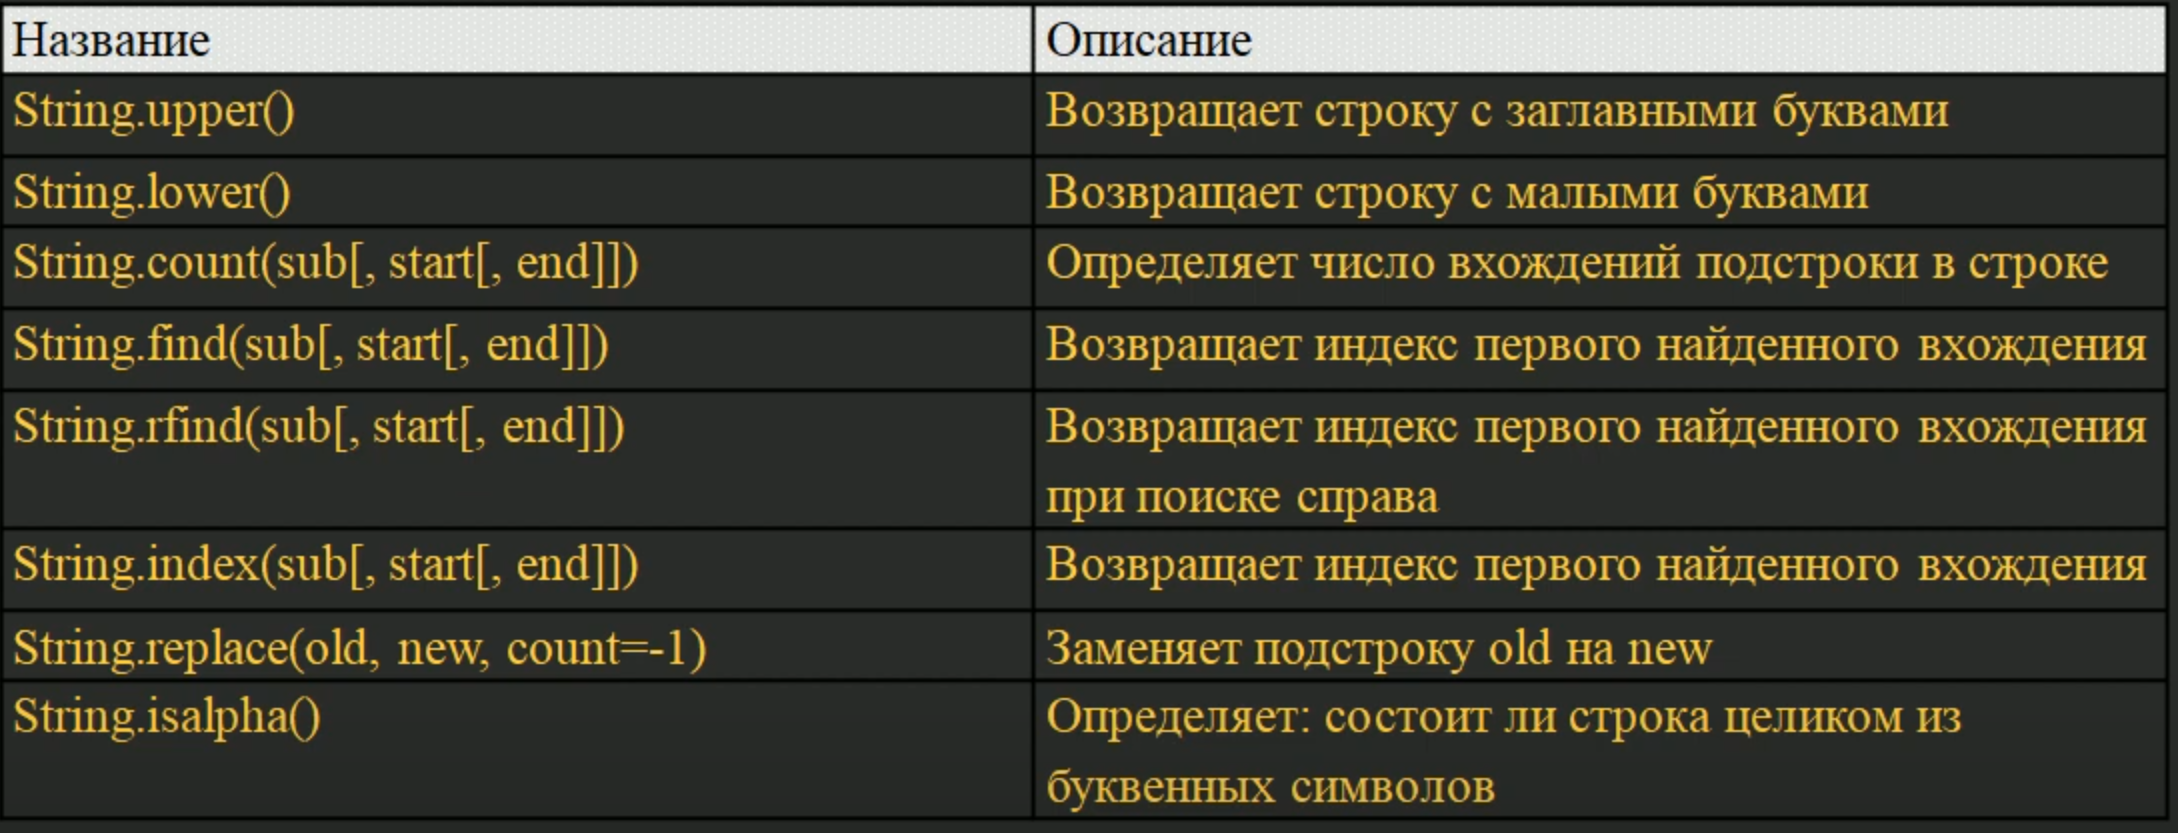 Название Описание
String.upper() Возвращает строку с заглавными буквами
String.lower() Возвращает строку с малыми буквами
String.count(sub[, start[, end]]) Определяет число вхождений подстроки в строке
String.find(sub[, start[, end]]) Возвращает индекс первого найденного вхождения
String.rfind(sub[, start[, end]]) Возвращает индекс первого найденного вхождения
при поиске справа
String.index(sub[, start[, end]]) Возвращает индекс первого найденного вхождения
String.replace(old, new, count=-1) Заменяет подстроку old на new
String.isalpha() Определяет: состоит ли строка целиком из
буквенных символов